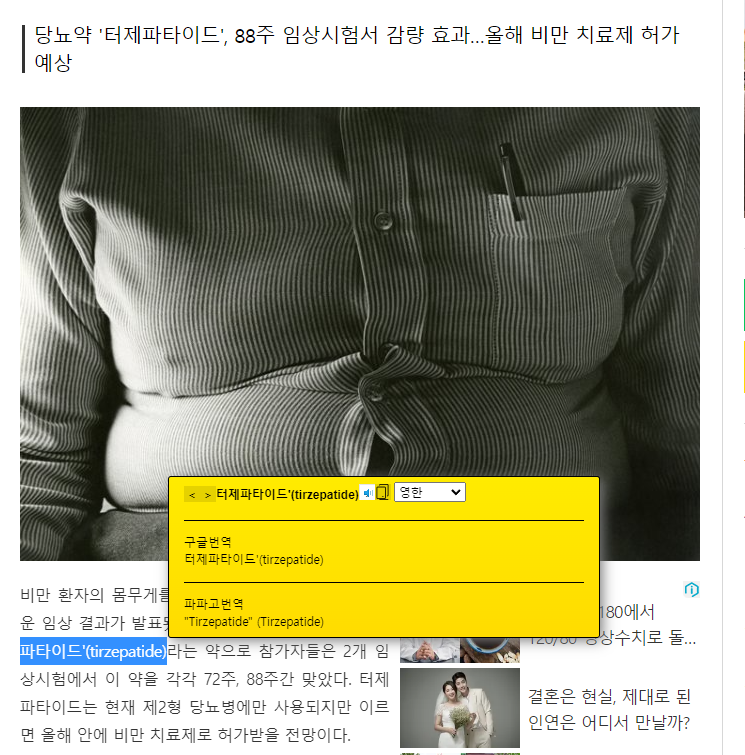 당뇨약 '터제파타이드', 88주 임상시험서 감량 효과...올해 비만 치료제 허가
예상
< > 터제파타이드'(tirzepatide) 영한
구글번역
터제파타이드'(tirzepatide)
파파고번역
"Tirzepatide" (Tirzepatide)
비만 환자의 몸무게를
운 임상 결과가 발표
파타이드'(tirzepatide)라는 약으로 참가자들은 2개 임
상시험에서 이 약을 각각 72주, 88주간 맞았다. 터제
파타이드는 현재 제2형 당뇨병에만 사용되지만 이르
면 올해 안에 비만 치료제로 허가받을 전망이다.
180에서
120/80 정상수치로 돌...
결혼은 현실, 제대로 된
인연은 어디서 만날까?